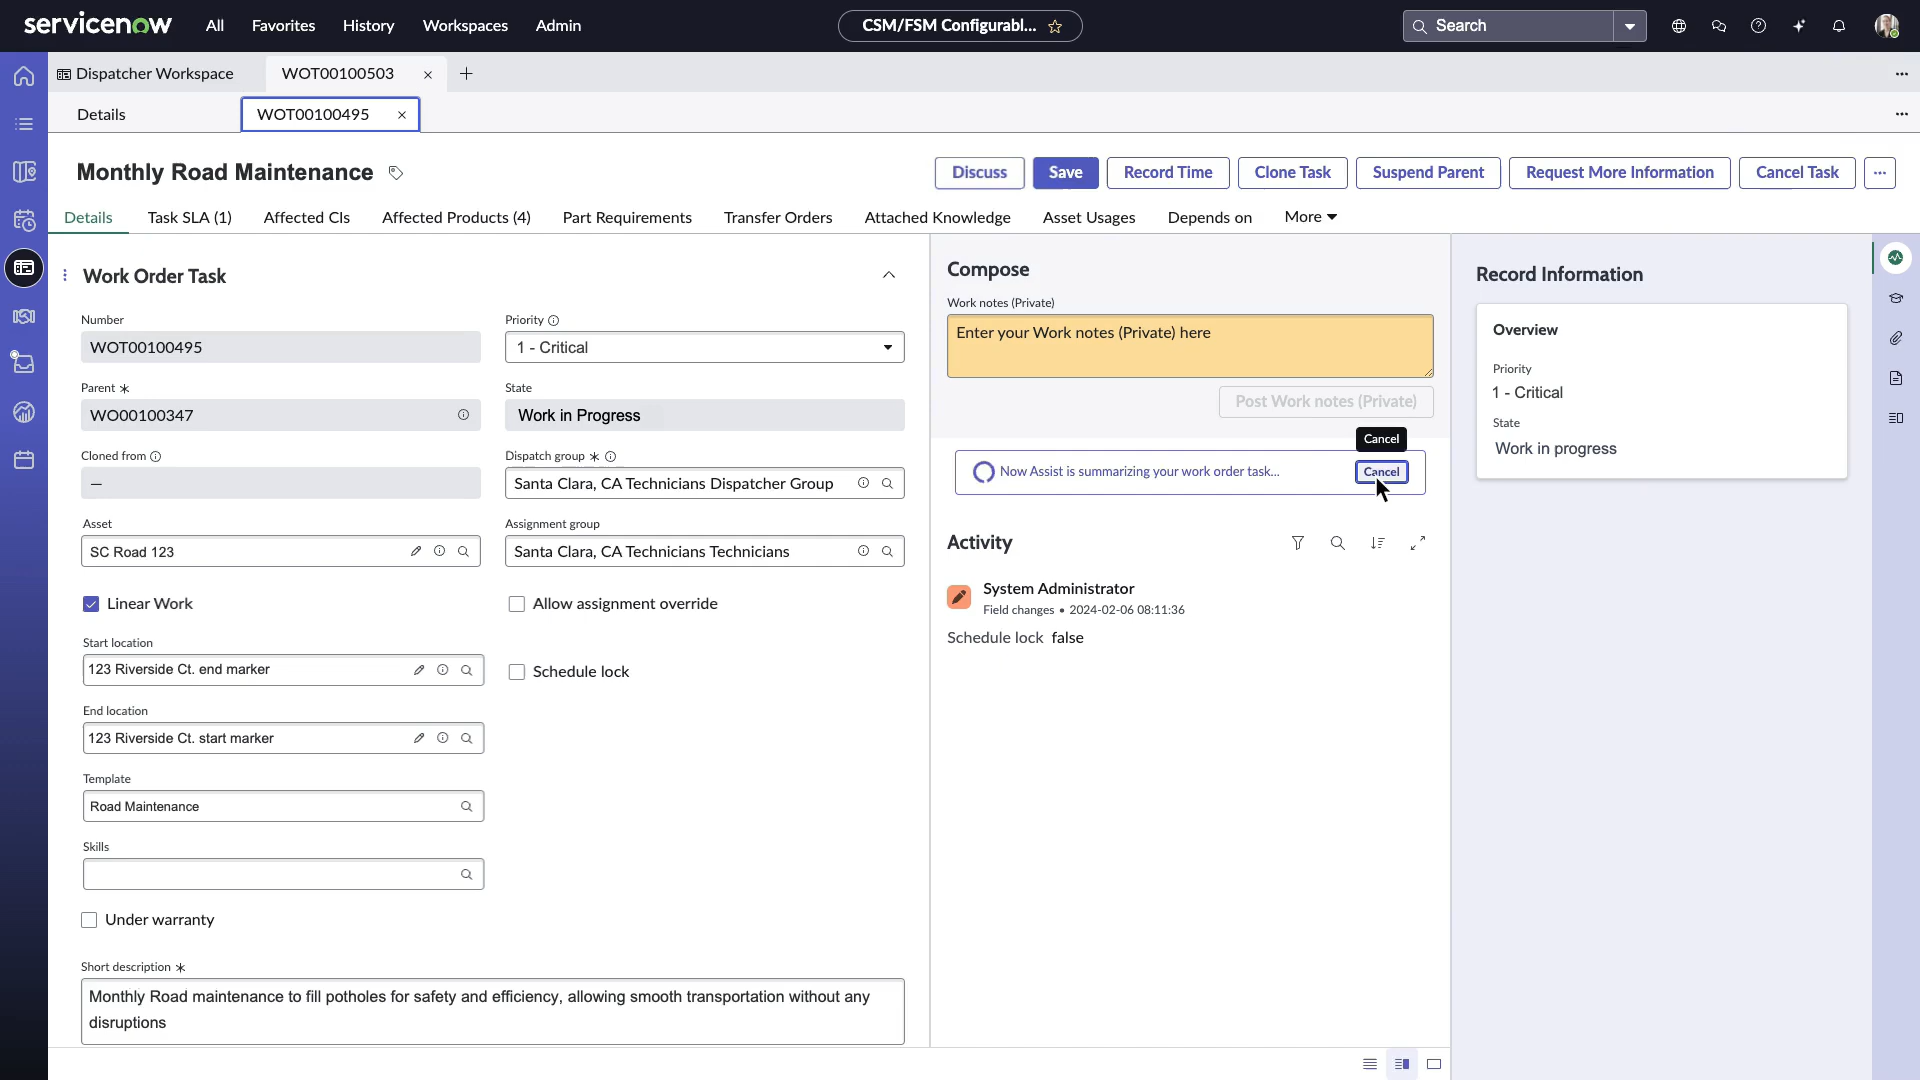 servicenow
All
Favorites
History
Workspaces
Admin
CSM/FSM Configurabl...
Search
Dispatcher Workspace
WOT00100503
Details
WOT00100495
Monthly Road Maintenance
Discuss
Save
Record Time
Clone Task
Suspend Parent
Request More Information
Cancel Task
Details
Task SLA (1)
Affected CIs
Affected Products (4)
Part Requirements
Transfer Orders
Attached Knowledge
Asset Usages
Depends on
More
Work Order Task
Number
WOT00100495
Priority
1 - Critical
Parent
WO00100347
State
Work in Progress
Cloned from
—
Dispatch group
Santa Clara, CA Technicians Dispatcher Group
Asset
SC Road 123
Assignment group
Santa Clara, CA Technicians Technicians
Linear Work
Allow assignment override
Start location
123 Riverside Ct. end marker
Schedule lock
End location
123 Riverside Ct. start marker
Template
Road Maintenance
Skills
Under warranty
Short description
Monthly Road maintenance to fill potholes for safety and efficiency, allowing smooth transportation without any
disruptions
Compose
Work notes (Private)
Enter your Work notes (Private) here
Post Work notes (Private)
Cancel
Now Assist is summarizing your work order task...
Cancel
Activity
System Administrator
Field changes • 2024-02-06 08:11:36
Schedule lock false
Record Information
Overview
Priority
1 - Critical
State
Work in progress